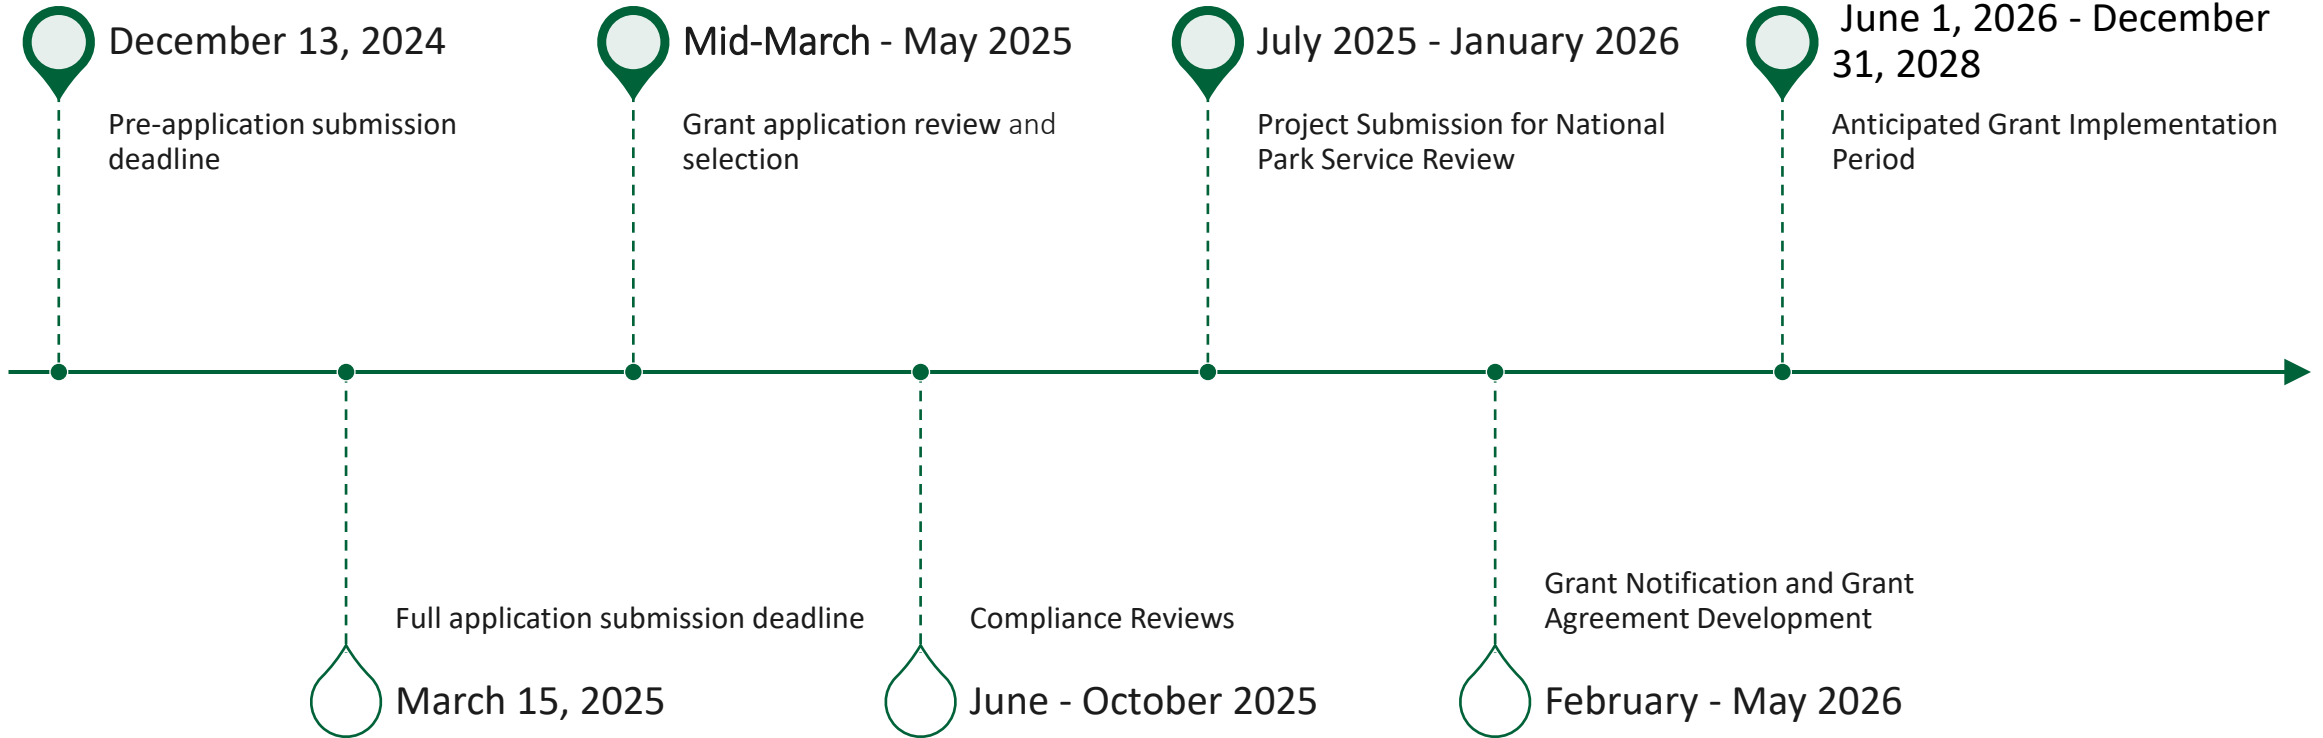 December 13, 2024
Pre-application submission
deadline
Mid-March - May 2025
Grant application review and
selection
July 2025 - January 2026
Project Submission for National
Park Service Review
June 1, 2026 - December
31, 2028
Anticipated Grant Implementation
Period
Full application submission deadline
March 15, 2025
Compliance Reviews
June - October 2025
Grant Notification and Grant
Agreement Development
February - May 2026